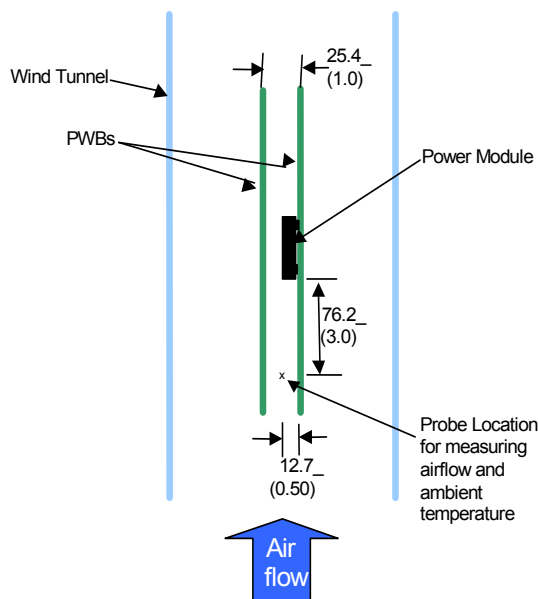 25.4_
(1.0)
Wind Tunnel
PWBs
Power Module
76.2_
(3.0)
x
Probe Location
for measuring
airflow and
ambient
temperature
12.7_
(0.50)
Air
flow